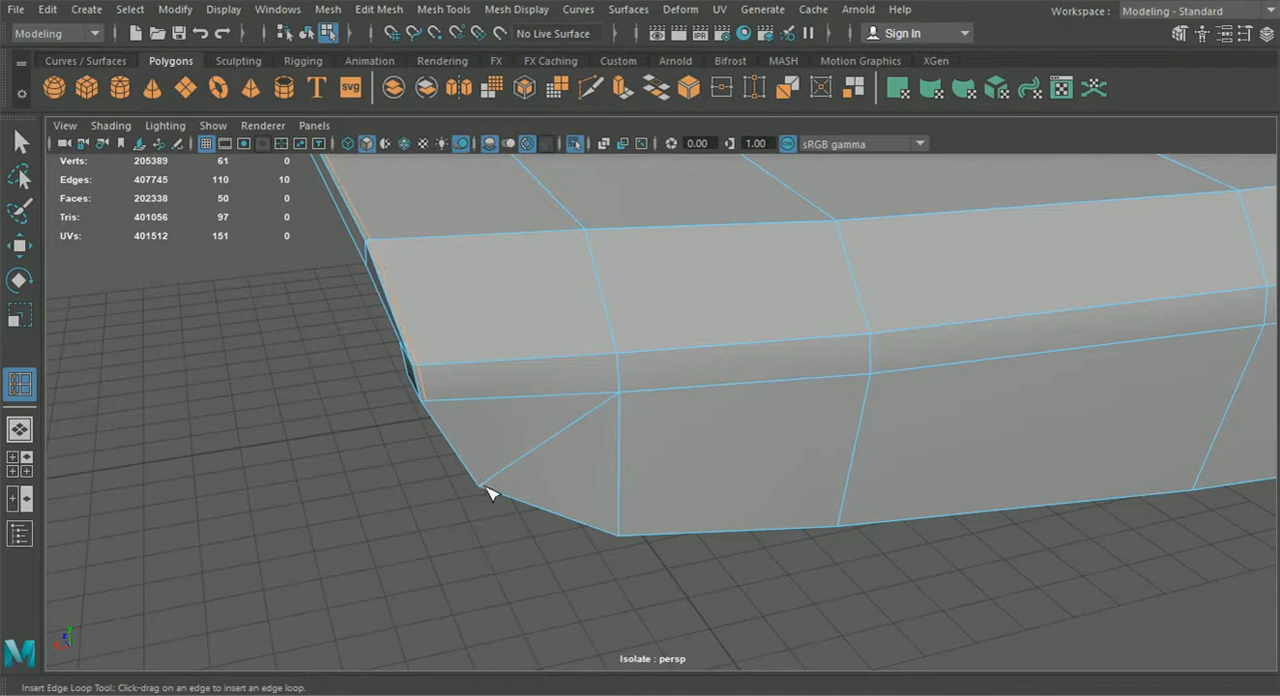 File Edit Create Select Modify Display Windows Mesh Edit Mesh Mesh Tools Mesh Display Curves Surfaces Deform UV Generate Cache Arnold Help Workspace : Modeling - Standard
Modeling No Live Surface Sign In
Curves / Surfaces Polygons Sculpting Rigging Animation Rendering FX FX Caching Custom Arnold Bifrost MASH Motion Graphics XGen
T SVG
View Shading Lighting Show Renderer Panels
0.00 1.00 sRGB gamma
Verts: 205389 61 0
Edges: 407745 110 10
Faces: 202338 50 0
Tris: 401056 97 0
UVs: 401512 151 0
Isolate : persp
Insert Edge Loop Tool: Click-drag on an edge to insert an edge loop.